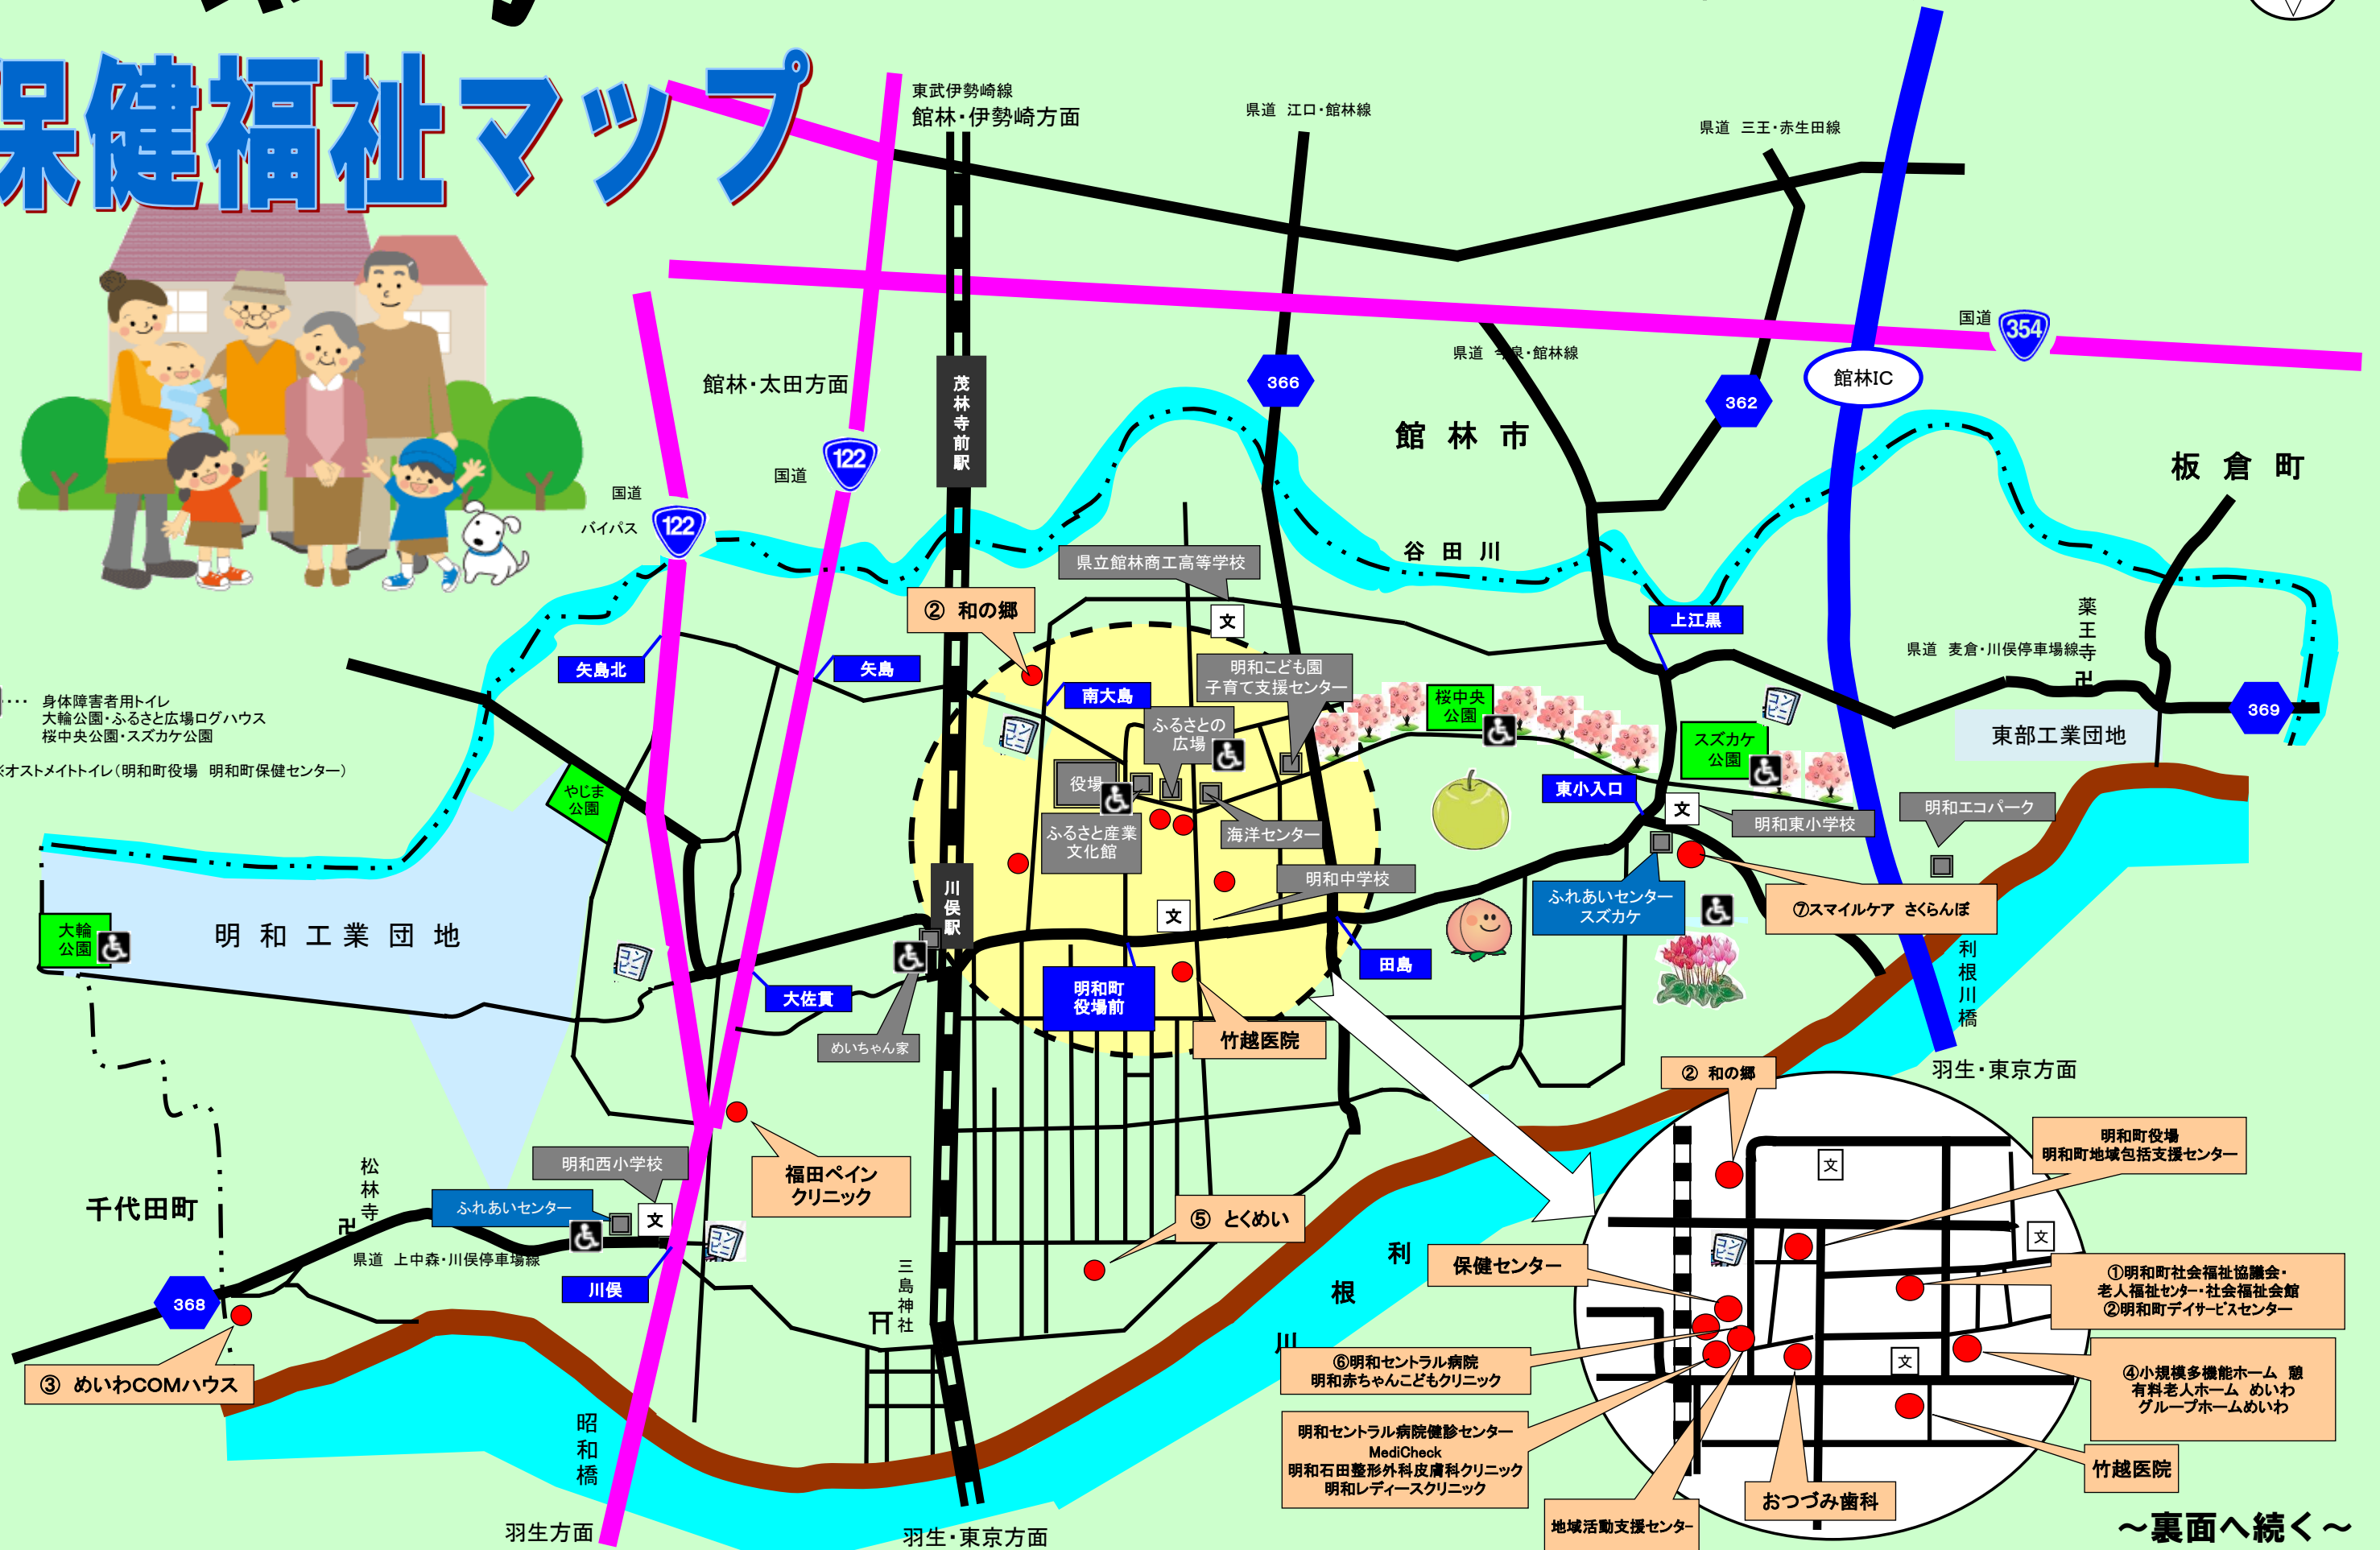 保健福祉マップ
東武伊勢崎線
館林・伊勢崎方面
県道 江口・館林線
県道 三王・赤生田線
国道
354
県道 今泉・館林線
館林IC
366
362
茂林寺前駅
館林・太田方面
国道
122
国道
バイパス
122
館林市
板倉町
谷田川
県立館林商工高等学校
文
② 和の郷
上江黒
薬王寺
卍
県道 麦倉・川俣停車場線
369
東部工業団地
矢島北
矢島
南大島
明和こども園
子育て支援センター
桜中央
公園
コンビニ
スズカケ
公園
コンビニ
ふるさとの
広場
役場
… 身体障害者用トイレ
大輪公園・ふるさと広場ログハウス
桜中央公園・スズカケ公園
※オストメイトトイレ(明和町役場 明和町保健センター)
やじま
公園
東小入口
文
明和東小学校
明和エコパーク
ふるさと産業
文化館
海洋センター
明和中学校
文
川俣駅
ふれあいセンター
スズカケ
⑦スマイルケア さくらんぼ
大輪
公園
明和工業団地
コンビニ
大佐貫
明和町
役場前
田島
利根川橋
めいちゃん家
竹越医院
羽生・東京方面
福田ペイン
クリニック
明和西小学校
松林寺
卍
千代田町
ふれあいセンター
文
コンビニ
県道 上中森・川俣停車場線
川俣
368
③ めいわCOMハウス
⑤ とくめい
三島神社
利根川
昭和橋
羽生方面
羽生・東京方面
② 和の郷
明和町役場
明和町地域包括支援センター
文
文
コンビニ
保健センター
①明和町社会福祉協議会・
老人福祉センター・社会福祉会館
②明和町デイサービスセンター
⑥明和セントラル病院
明和赤ちゃんこどもクリニック
文
④小規模多機能ホーム 憩
有料老人ホーム めいわ
グループホームめいわ
明和セントラル病院健診センター
MediCheck
明和石田整形外科皮膚科クリニック
明和レディースクリニック
竹越医院
おつづみ歯科
地域活動支援センター
～裏面へ続く～